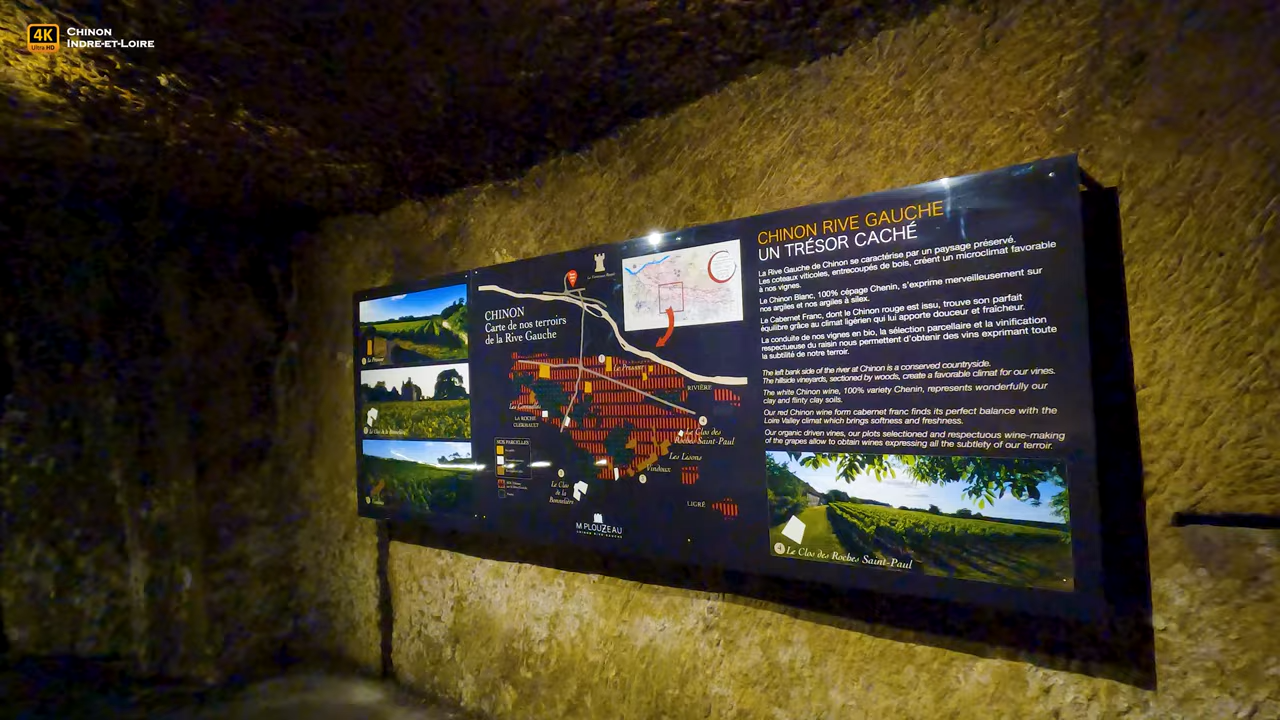 4K
Ultra HD
CHINON
INDRE-ET-LOIRE
CHINON
Carte de nos terroirs
de la Rive Gauche
RIVIÈRE
LA ROCHE
CLERMAULT
Le Clos des
Roches Saint-Paul
Les Lisons
Vindoux
LIGRÉ
Le Clos
de la
Bonnelière
NOS PARCELLES
M.PLOUZEAU
CHINON RIVE GAUCHE
UN TRÉSOR CACHÉ
La Rive Gauche de Chinon se caractérise par un paysage préservé.
Les coteaux viticoles, entrecoupés de bois, créent un microclimat favorable
à nos vignes.
Le Chinon Blanc, 100% cépage Chenin, s'exprime merveilleusement sur
nos argiles et nos argiles à silex.
Le Cabernet Franc, dont le Chinon rouge est issu, trouve son parfait
équilibre grâce au climat ligérien qui lui apporte douceur et fraîcheur.
La conduite de nos vignes en bio, la sélection parcellaire et la vinification
respectueuse du raisin nous permettent d'obtenir des vins exprimant toute
la subtilité de notre terroir.
The left bank side of the river at Chinon is a conserved countryside.
The hillside vineyards, sectioned by woods, create a favorable climat for our vines.
The white Chinon wine, 100% variety Chenin, represents wonderfully our
clay and flinty clay soils.
Our red Chinon wine form cabernet franc finds its perfect balance with the
Loire Valley climat which brings softness and freshness.
Our organic driven vines, our plots selectionned and respectuous wine-making
of the grapes allow to obtain wines expressing all the subtlety of our terroir.
4 Le Clos des Roches Saint-Paul